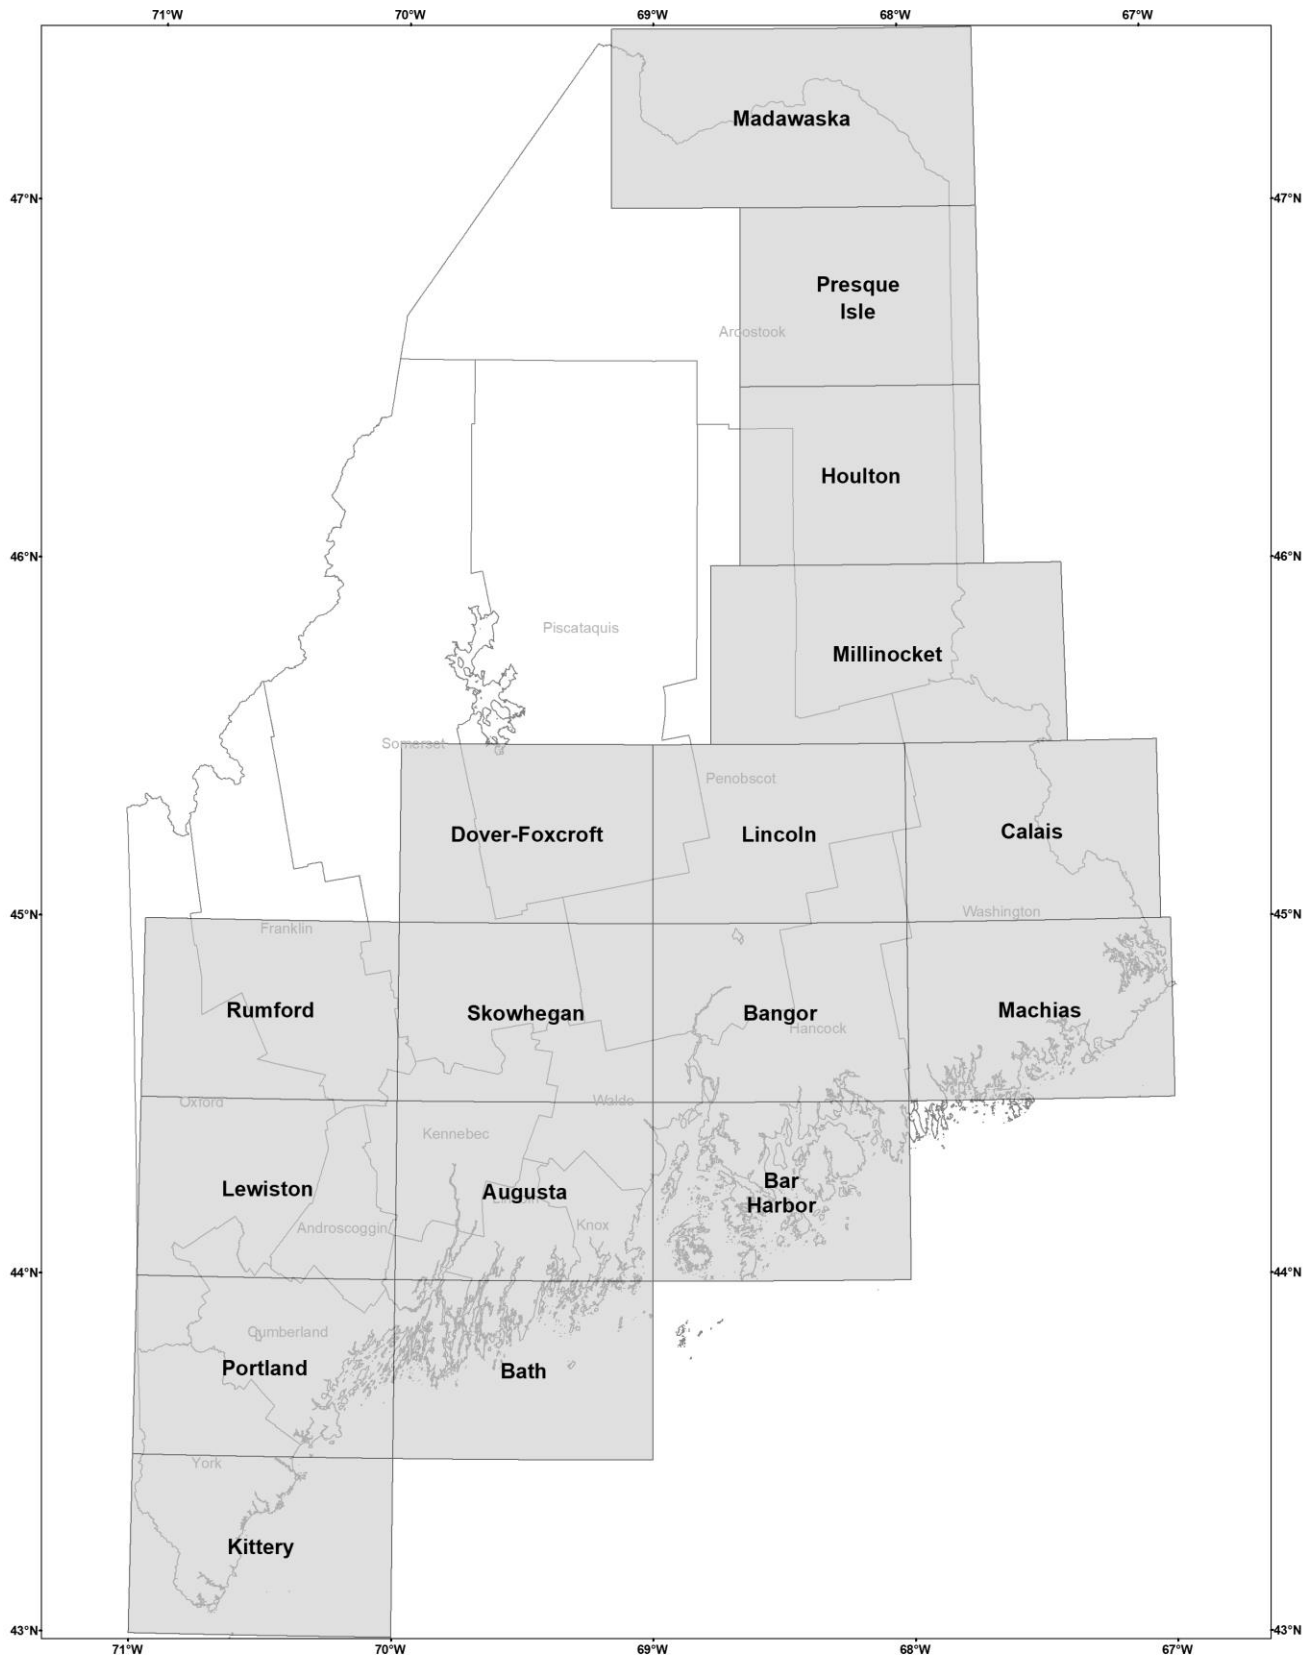 71°W 70°W 69°W 68°W 67°W
Madawaska
47°N 47°N
Presque
Isle
Aroostook
Houlton
46°N 46°N
Piscataquis
Millinocket
Somerset
Penobscot
Dover-Foxcroft Lincoln Calais
45°N Washington 45°N
Franklin
Rumford Skowhegan Bangor Machias
Hancock
Oxford Waldo
Kennebec
Lewiston Augusta Bar
Harbor
Androscoggin Knox
44°N 44°N
Cumberland
Portland Bath
York
Kittery
43°N 43°N
71°W 70°W 69°W 68°W 67°W